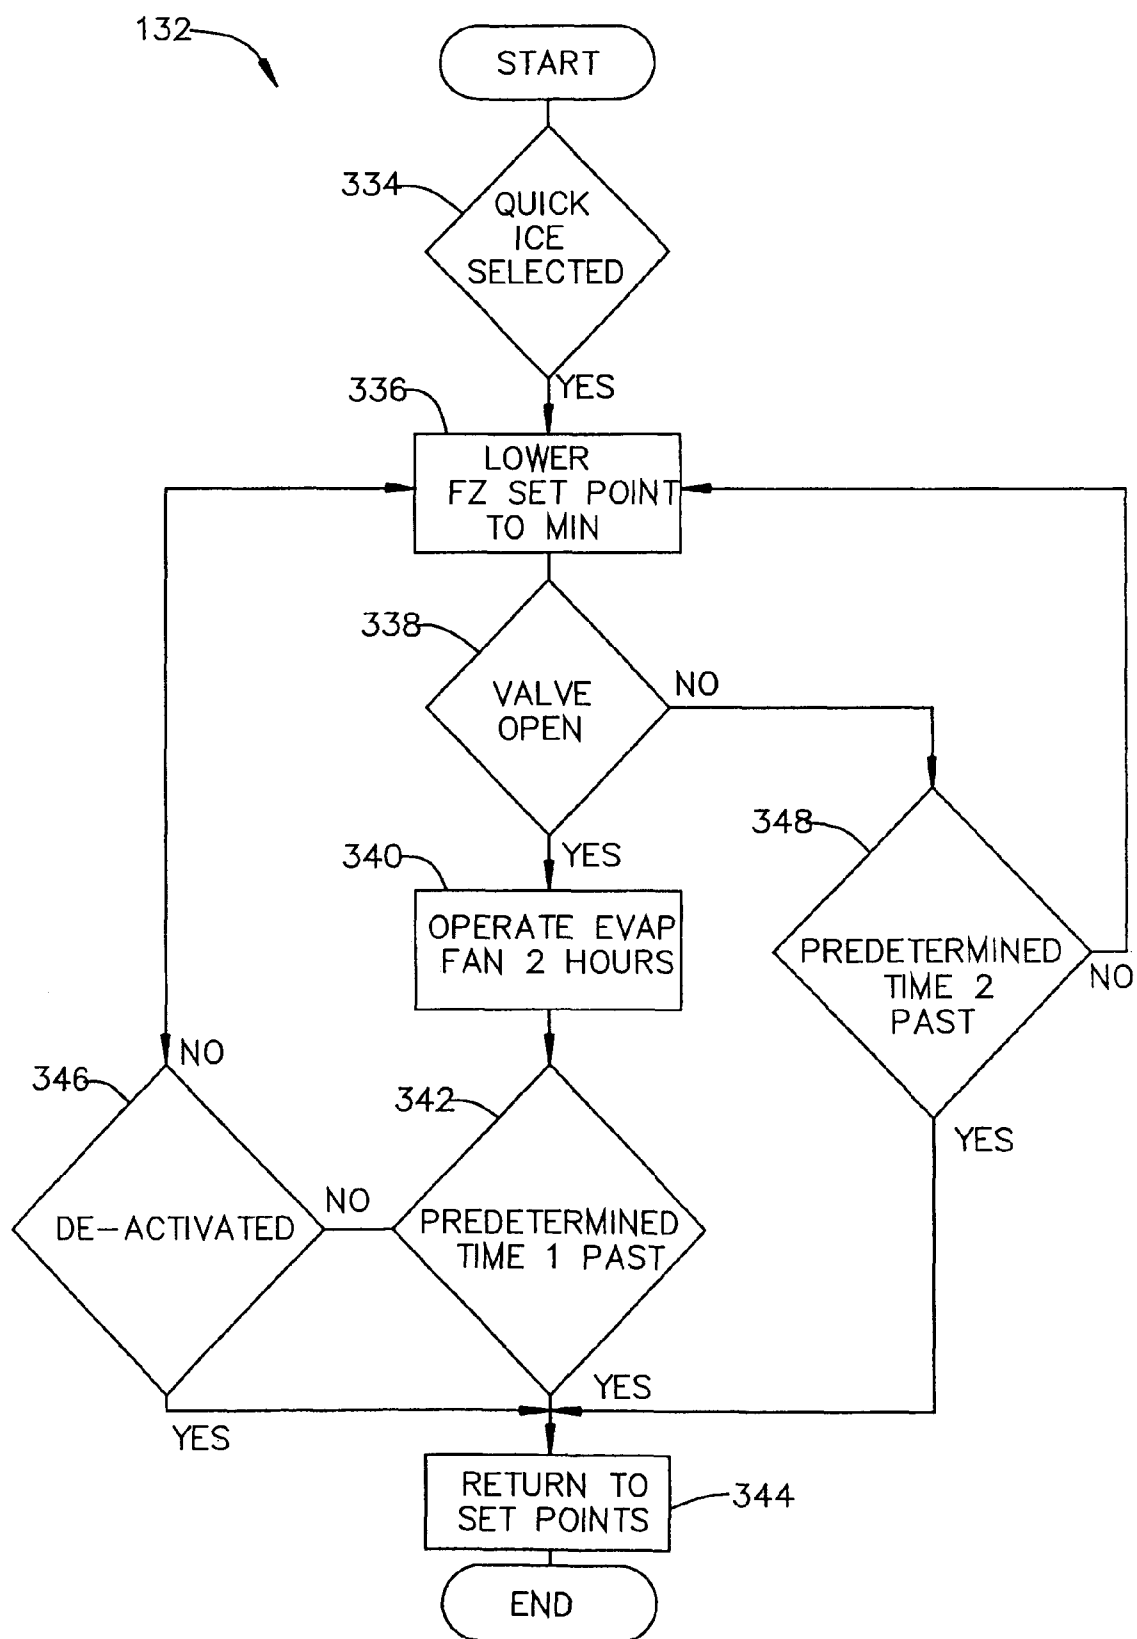 132
START
334
QUICK
ICE
SELECTED
YES
336
LOWER
FZ SET POINT
TO MIN
338
VALVE
OPEN
NO
YES
340
OPERATE EVAP
FAN 2 HOURS
348
PREDETERMINED
TIME 2
PAST
NO
YES
NO
346
DE-ACTIVATED
NO
342
PREDETERMINED
TIME 1 PAST
YES
YES
RETURN TO
SET POINTS
344
END